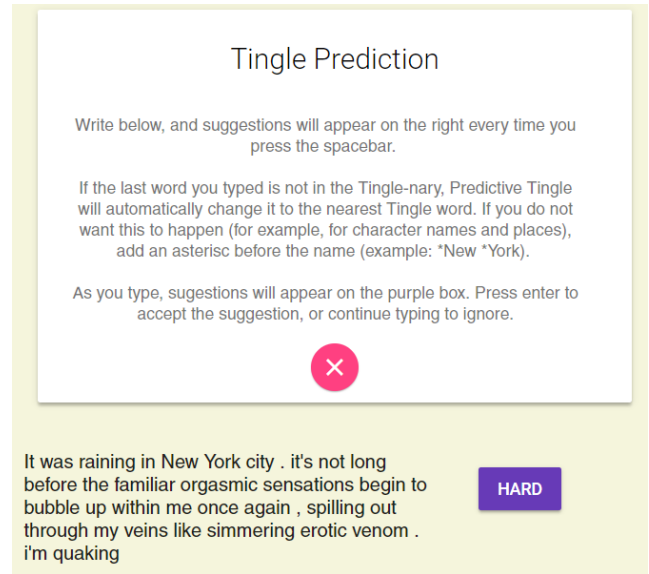 Tingle Prediction
Write below, and suggestions will appear on the right every time you
press the spacebar.
If the last word you typed is not in the Tingle-nary, Predictive Tingle
will automatically change it to the nearest Tingle word. If you do not
want this to happen (for example, for character names and places),
add an asterisc before the name (example: *New *York).
As you type, sugestions will appear on the purple box. Press enter to
accept the suggestion, or continue typing to ignore.
It was raining in New York city . it's not long
before the familiar orgasmic sensations begin to
bubble up within me once again , spilling out
through my veins like simmering erotic venom .
i'm quaking
HARD